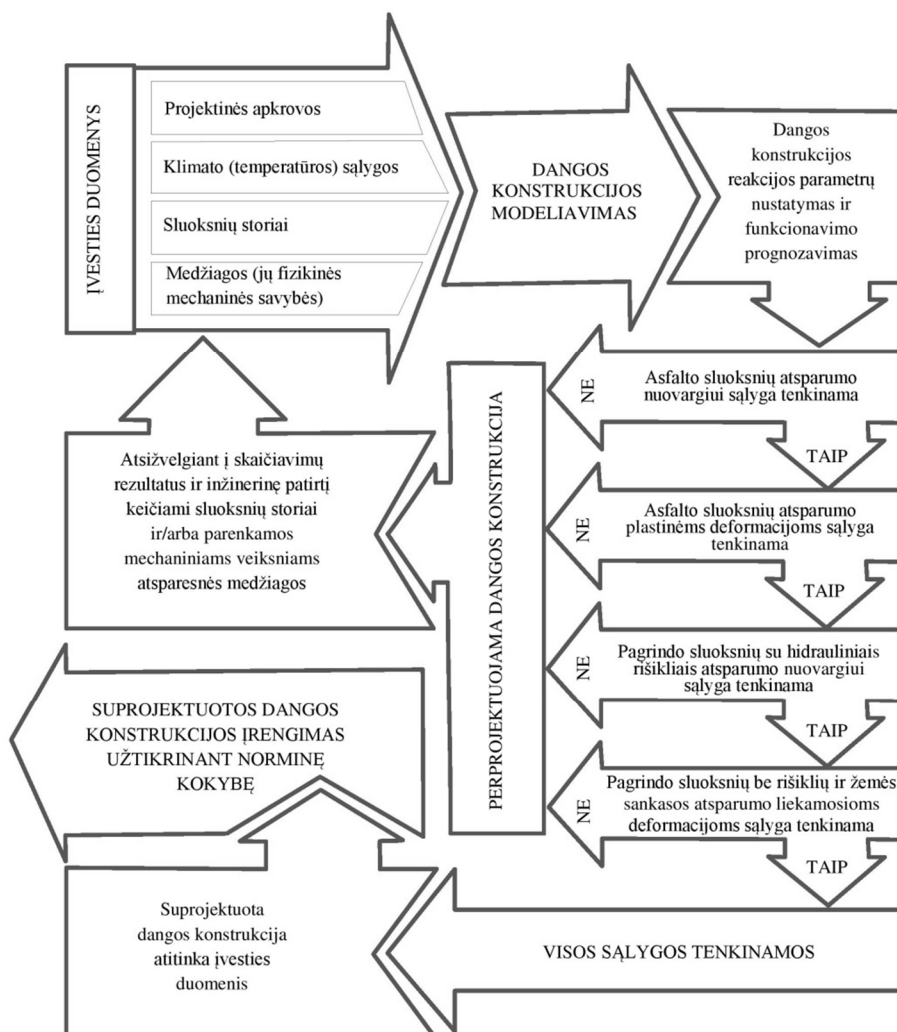 ĮVESTIES DUOMENYS
Projektinės apkrovos
Klimato (temperatūros) sąlygos
Sluoksnių storiai
Medžiagos (jų fizikinės
mechaninės savybės)
DANGOS
KONSTRUKCIJOS
MODELIAVIMAS
Dangos
konstrukcijos
reakcijos parametrų
nustatymas ir
funkcionavimo
prognozavimas
NE
Asfalto sluoksnių atsparumo
nuovargiui sąlyga tenkinama
TAIP
NE
Asfalto sluoksnių atsparumo
plastinėms deformacijoms sąlyga
tenkinama
TAIP
NE
Pagrindo sluoksnių su hidrauliniais
rišikliais atsparumo nuovargiui
sąlyga tenkinama
TAIP
NE
Pagrindo sluoksnių be rišiklių ir žemės
sankasos atsparumo liekamosioms
deformacijoms sąlyga tenkinama
TAIP
PERPROJEKTUOJAMA DANGOS KONSTRUKCIJA
Atsižvelgiant į skaičiavimų
rezultatus ir inžinerinę patirtį
keičiami sluoksnių storiai
ir/arba parenkamos
mechaniniams veiksniams
atsparesnės medžiagos
VISOS SĄLYGOS TENKINAMOS
Suprojektuota
dangos konstrukcija
atitinka įvesties
duomenis
SUPROJEKTUOTOS DANGOS
KONSTRUKCIJOS ĮRENGIMAS
UŽTIKRINANT NORMINĘ
KOKYBĘ